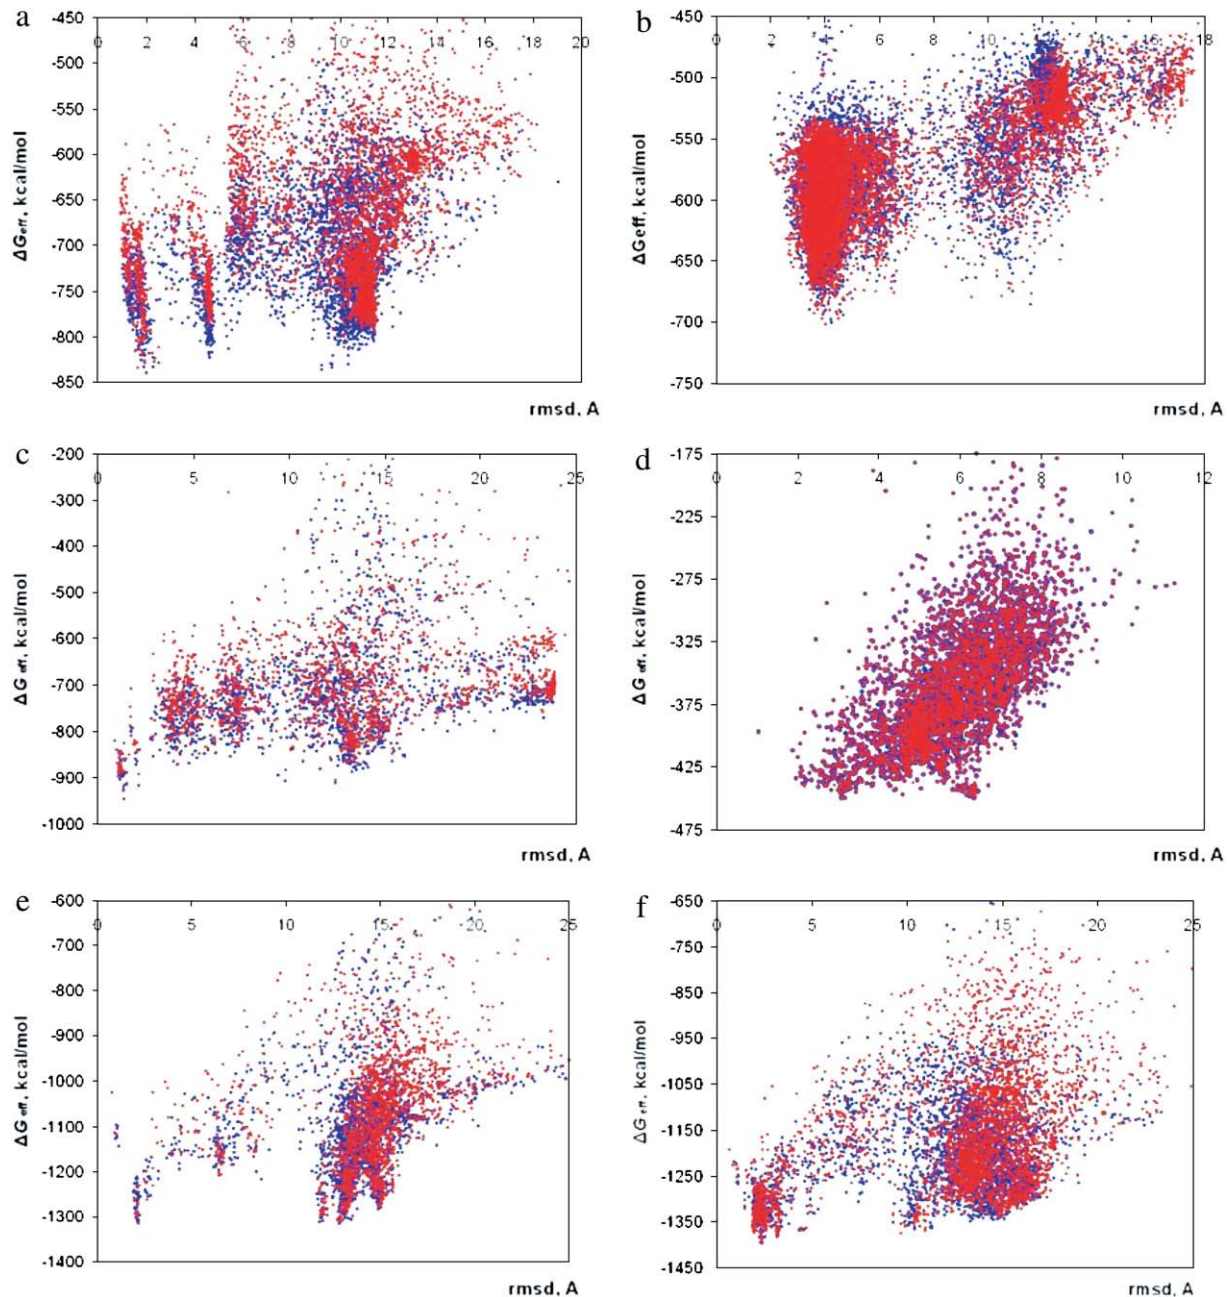 a
-450
0 2 4 6 8 10 12 14 16 18 20
-500
-550
-600
-650
-700
-750
-800
-850
ΔGeff, kcal/mol
rmsd, A
b
-450
0 2 4 6 8 10 12 14 16 18
-500
-550
-600
-650
-700
-750
ΔGeff, kcal/mol
rmsd, A
c
-200
0 5 10 15 20 25
-300
-400
-500
-600
-700
-800
-900
-1000
ΔGeff, kcal/mol
rmsd, A
d
-175
0 2 4 6 8 10 12
-225
-275
-325
-375
-425
-475
ΔGeff, kcal/mol
rmsd, A
e
-600
0 5 10 15 20 25
-700
-800
-900
-1000
-1100
-1200
-1300
-1400
ΔGeff, kcal/mol
rmsd, A
f
-650
0 5 10 15 20 25
-750
-850
-950
-1050
-1150
-1250
-1350
-1450
ΔGeff, kcal/mol
rmsd, A